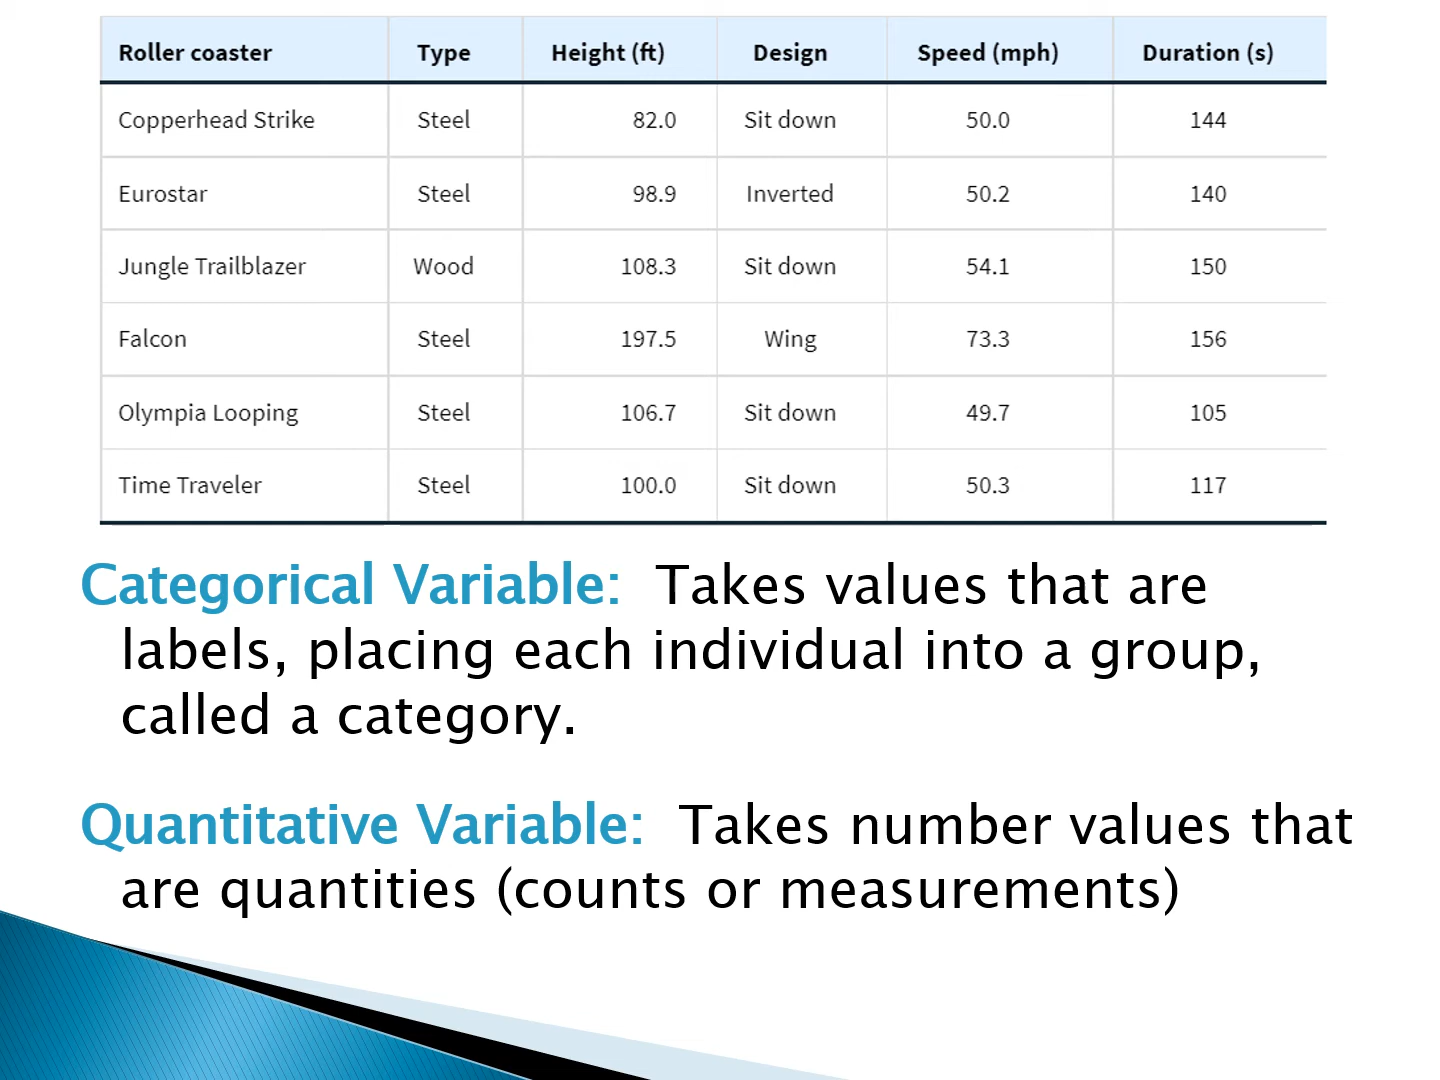 Roller coaster Type Height (ft) Design Speed (mph) Duration (s)
Copperhead Strike Steel 82.0 Sit down 50.0 144
Eurostar Steel 98.9 Inverted 50.2 140
Jungle Trailblazer Wood 108.3 Sit down 54.1 150
Falcon Steel 197.5 Wing 73.3 156
Olympia Looping Steel 106.7 Sit down 49.7 105
Time Traveler Steel 100.0 Sit down 50.3 117
Categorical Variable: Takes values that are
labels, placing each individual into a group,
called a category.
Quantitative Variable: Takes number values that
are quantities (counts or measurements)